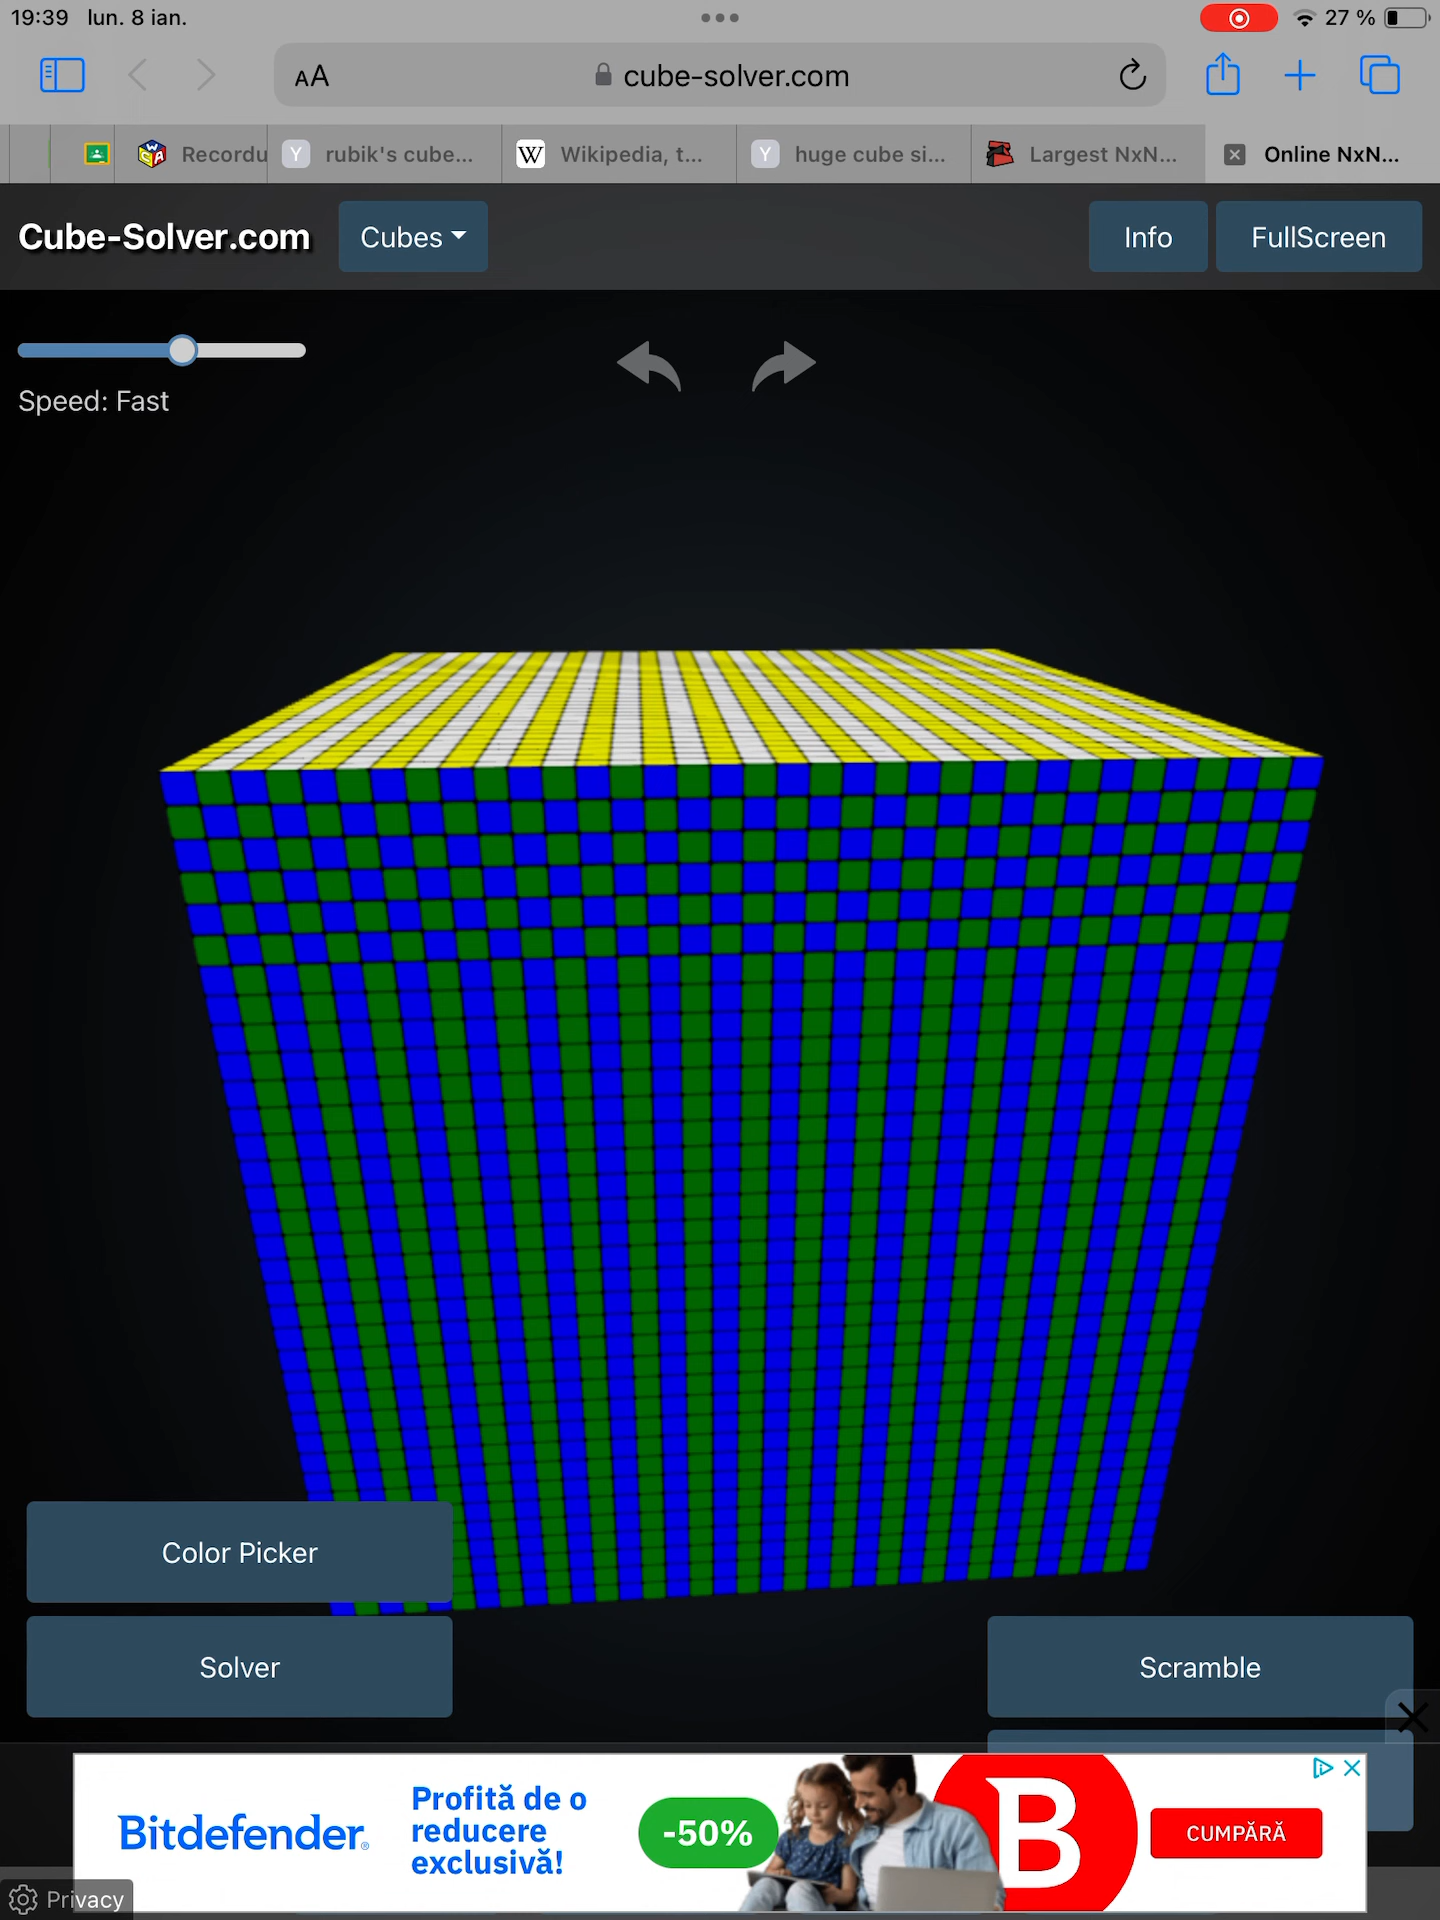 19:39 lun. 8 ian.
27 %
AA
cube-solver.com
Recordu
rubik's cube...
Wikipedia, t...
huge cube si...
Largest NxN...
Online NxN...
Cube-Solver.com
Cubes
Info
FullScreen
Speed: Fast
Color Picker
Solver
Scramble
Bitdefender
Profită de o
reducere
exclusivă!
-50%
B
CUMPĂRĂ
Privacy